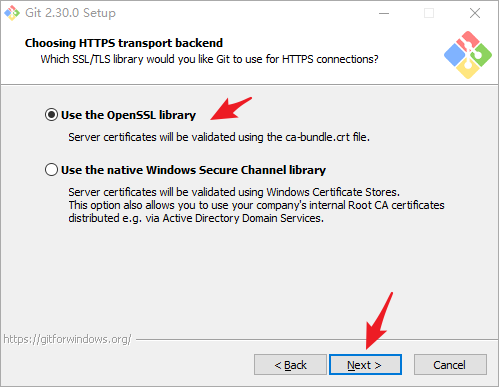 Git 2.30.0 Setup
Choosing HTTPS transport backend
Which SSL/TLS library would you like Git to use for HTTPS connections?
Use the OpenSSL library
Server certificates will be validated using the ca-bundle.crt file.
Use the native Windows Secure Channel library
Server certificates will be validated using Windows Certificate Stores.
This option also allows you to use your company's internal Root CA certificates
distributed e.g. via Active Directory Domain Services.
https://gitforwindows.org/
< Back
Next >
Cancel